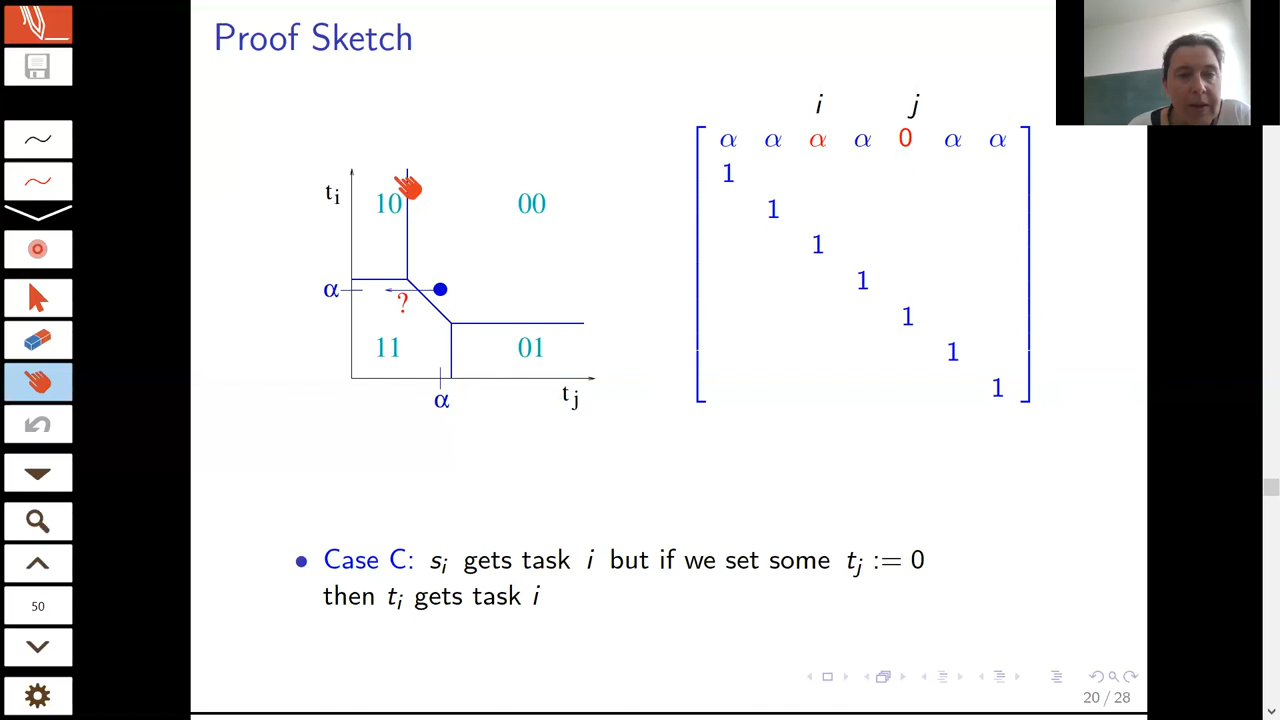 Proof Sketch
i j
α α α α 0 α α
1
1
1
1
1
1
1
t_i
10 00
α
?
11 01
α
t_j
• Case C: s_i gets task i but if we set some t_j := 0
then t_i gets task i
50
20 / 28